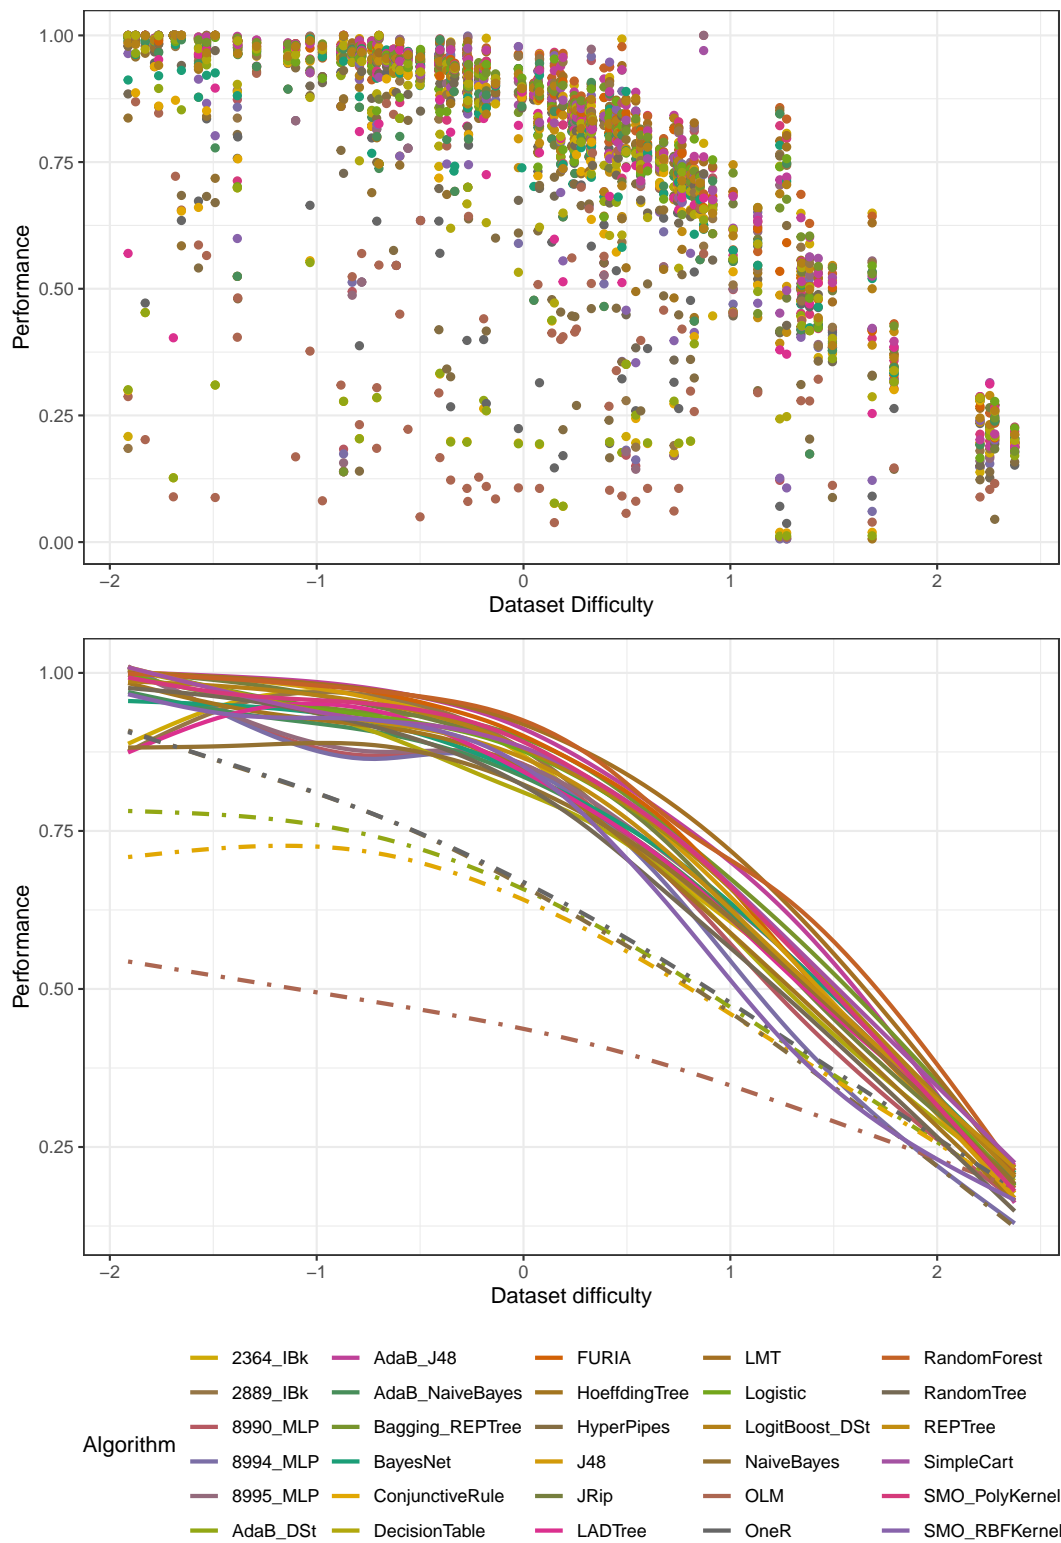 1.00
0.75
0.50
0.25
0.00
Performance
−2 −1 0 1 2
Dataset Difficulty
1.00
0.75
0.50
0.25
Performance
−2 −1 0 1 2
Dataset difficulty
Algorithm
2364_IBk AdaB_J48 FURIA LMT RandomForest
2889_IBk AdaB_NaiveBayes HoeffdingTree Logistic RandomTree
8990_MLP Bagging_REPTree HyperPipes LogitBoost_DSt REPTree
8994_MLP BayesNet J48 NaiveBayes SimpleCart
8995_MLP ConjunctiveRule JRip OLM SMO_PolyKernel
AdaB_DSt DecisionTable LADTree OneR SMO_RBFKernel